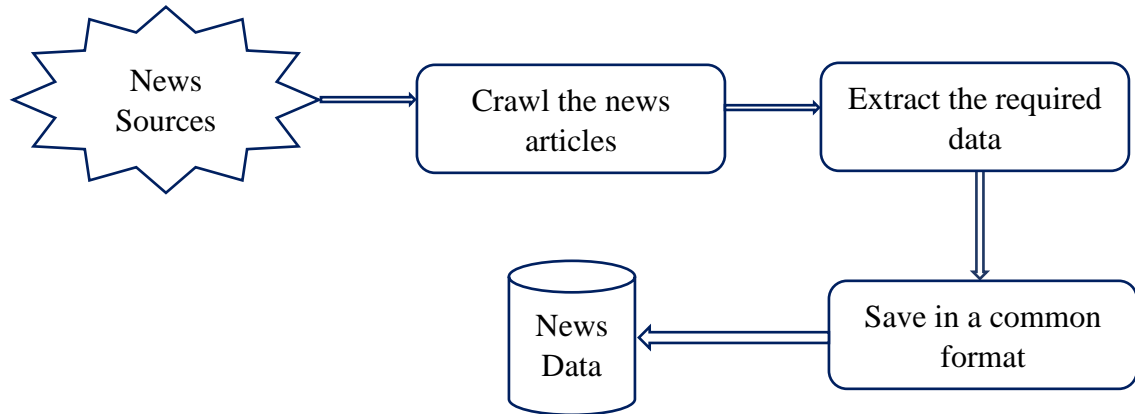 News
Sources
Crawl the news
articles
Extract the required
data
Save in a common
format
News
Data